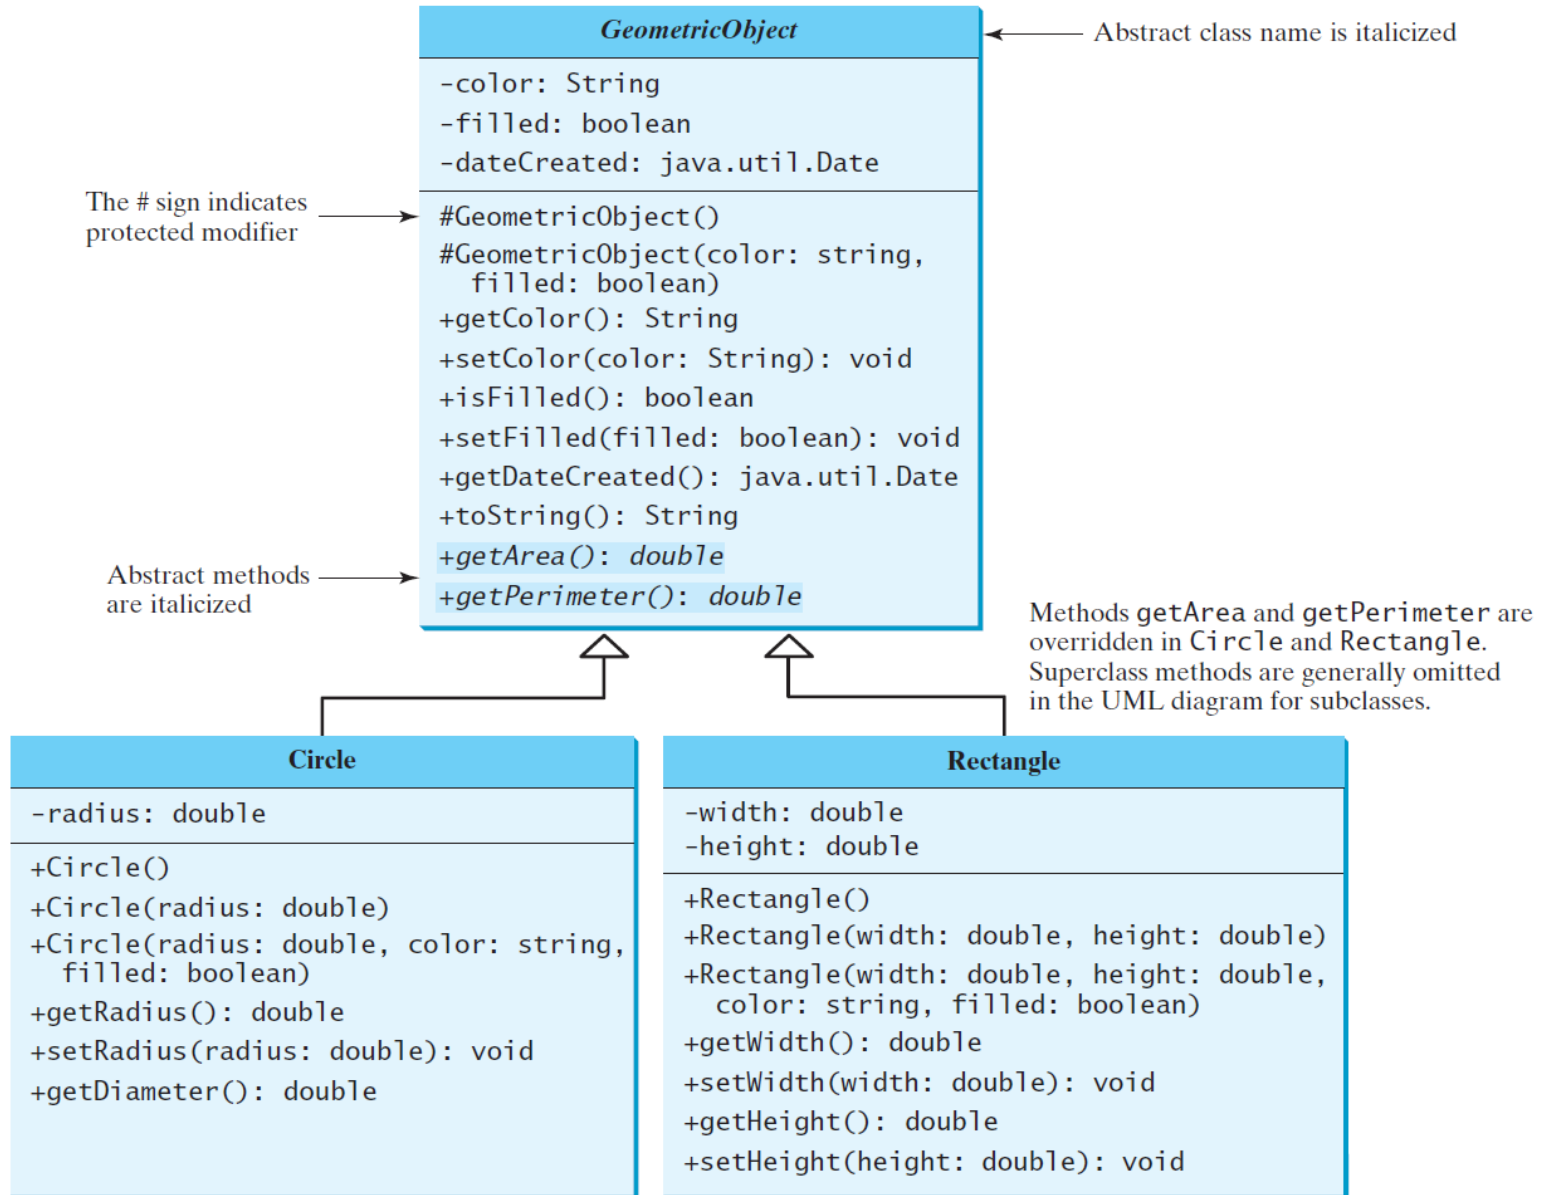 GeometricObject
Abstract class name is italicized
-color: String
-filled: boolean
-dateCreated: java.util.Date
The # sign indicates
protected modifier
#GeometricObject()
#GeometricObject(color: string,
filled: boolean)
+getColor(): String
+setColor(color: String): void
+isFilled(): boolean
+setFilled(filled: boolean): void
+getDateCreated(): java.util.Date
+toString(): String
+getArea(): double
+getPerimeter(): double
Abstract methods
are italicized
Methods getArea and getPerimeter are
overridden in Circle and Rectangle.
Superclass methods are generally omitted
in the UML diagram for subclasses.
Circle
-radius: double
+Circle()
+Circle(radius: double)
+Circle(radius: double, color: string,
filled: boolean)
+getRadius(): double
+setRadius(radius: double): void
+getDiameter(): double
Rectangle
-width: double
-height: double
+Rectangle()
+Rectangle(width: double, height: double)
+Rectangle(width: double, height: double,
color: string, filled: boolean)
+getWidth(): double
+setWidth(width: double): void
+getHeight(): double
+setHeight(height: double): void